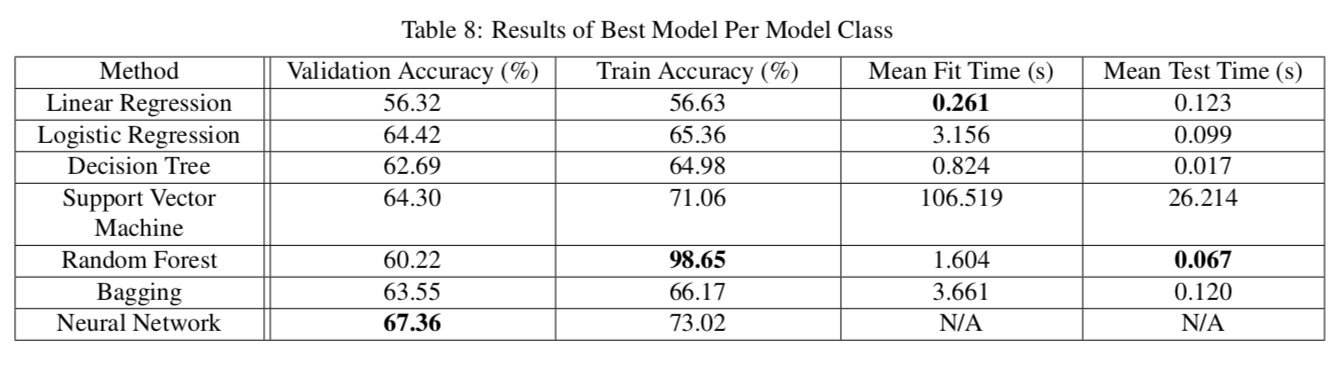 Table 8: Results of Best Model Per Model Class
Method Validation Accuracy (%) Train Accuracy (%) Mean Fit Time (s) Mean Test Time (s)
Linear Regression 56.32 56.63 0.261 0.123
Logistic Regression 64.42 65.36 3.156 0.099
Decision Tree 62.69 64.98 0.824 0.017
Support Vector 64.30 71.06 106.519 26.214
Machine
Random Forest 60.22 98.65 1.604 0.067
Bagging 63.55 66.17 3.661 0.120
Neural Network 67.36 73.02 N/A N/A